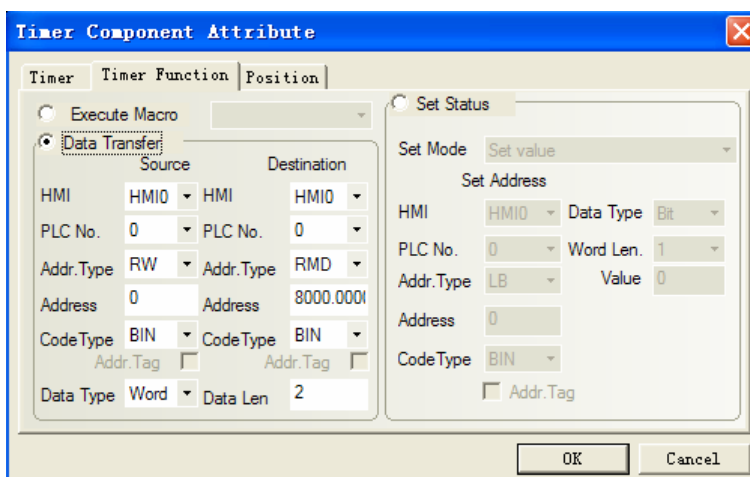 Timer Component Attribute
Timer Timer Function Position
Execute Macro
Data Transfer
Source Destination
HMI HMI0 HMI HMI0
PLC No. 0 PLC No. 0
Addr.Type RW Addr.Type RMD
Address 0 Address 8000.000
CodeType BIN CodeType BIN
Addr.Tag Addr.Tag
Data Type Word Data Len 2
Set Status
Set Mode Set value
Set Address
HMI HMI0 Data Type Bit
PLC No. 0 Word Len. 1
Addr.Type LB Value 0
Address 0
CodeType BIN
Addr.Tag
OK Cancel